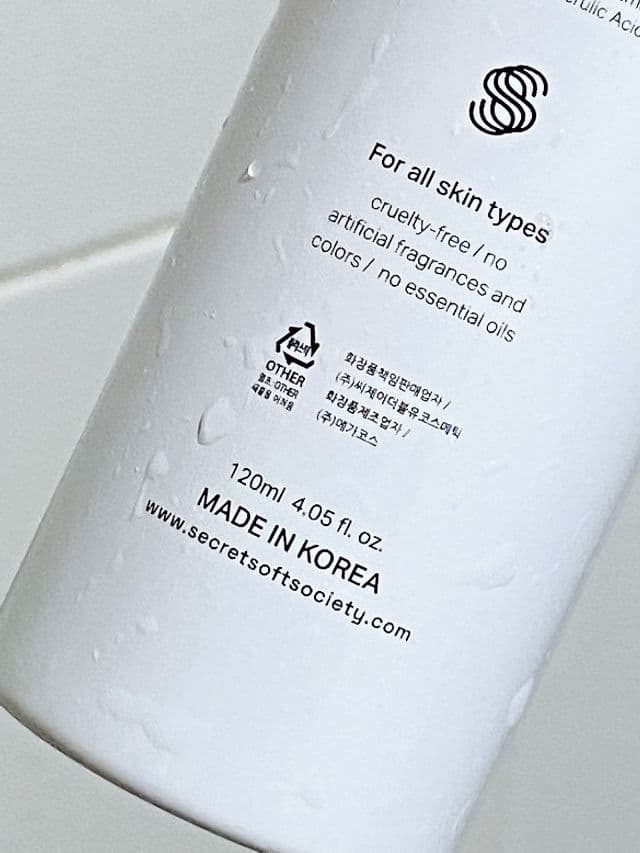 For all skin types
cruelty-free / no
artificial fragrances and
colors / no essential oils
OTHER
펌프:OTHER
화장품책임판매업자 /
(주)씨제이더블유코스메틱
화장품제조업자 /
(주)메가코스
120ml 4.05 fl. oz.
MADE IN KOREA
www.secretsoftsociety.com